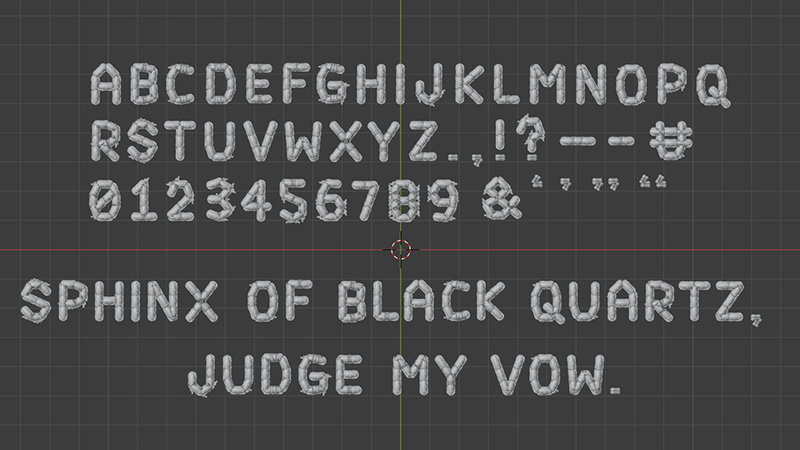 ABCDEFGHIJKLMNOPQ
RSTUVWXYZ.,!?—–-#
0123456789&‘’”“
SPHINX OF BLACK QUARTZ,
JUDGE MY VOW.